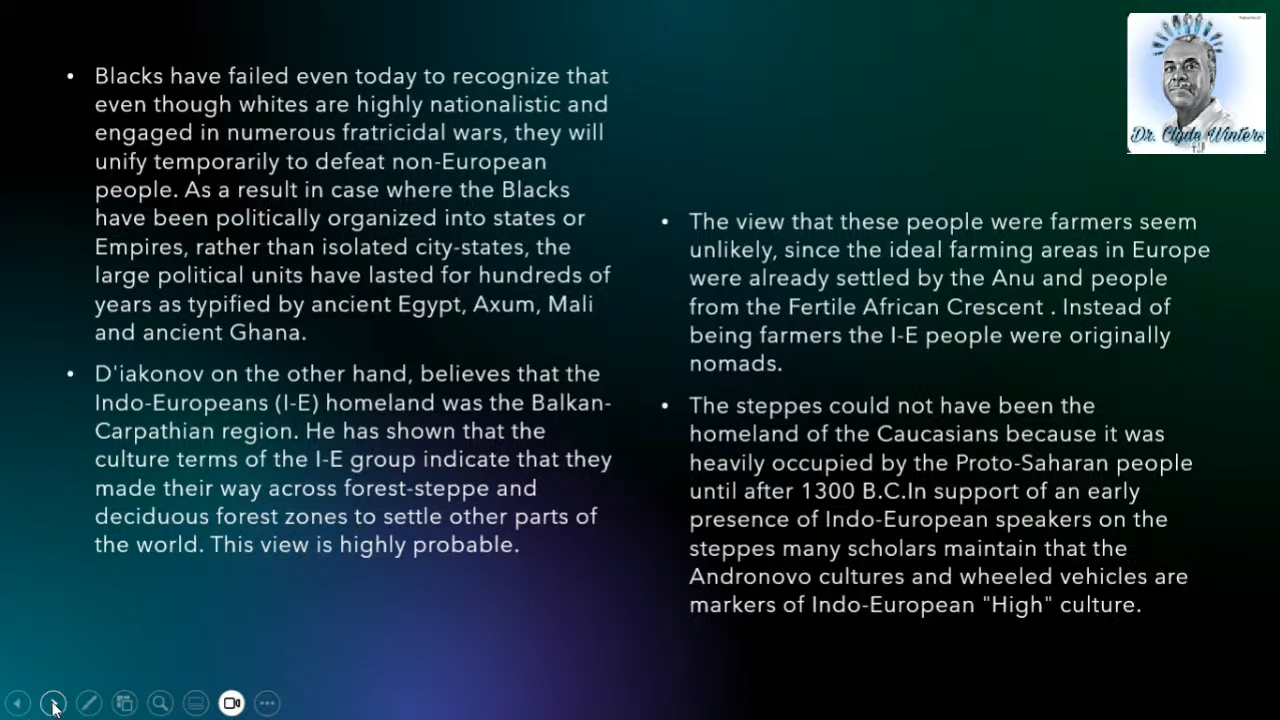 • Blacks have failed even today to recognize that
even though whites are highly nationalistic and
engaged in numerous fratricidal wars, they will
unify temporarily to defeat non-European
people. As a result in case where the Blacks
have been politically organized into states or
Empires, rather than isolated city-states, the
large political units have lasted for hundreds of
years as typified by ancient Egypt, Axum, Mali
and ancient Ghana.
• D'iakonov on the other hand, believes that the
Indo-Europeans (I-E) homeland was the Balkan-
Carpathian region. He has shown that the
culture terms of the I-E group indicate that they
made their way across forest-steppe and
deciduous forest zones to settle other parts of
the world. This view is highly probable.
• The view that these people were farmers seem
unlikely, since the ideal farming areas in Europe
were already settled by the Anu and people
from the Fertile African Crescent . Instead of
being farmers the I-E people were originally
nomads.
• The steppes could not have been the
homeland of the Caucasians because it was
heavily occupied by the Proto-Saharan people
until after 1300 B.C.In support of an early
presence of Indo-European speakers on the
steppes many scholars maintain that the
Andronovo cultures and wheeled vehicles are
markers of Indo-European "High" culture.
Dr. Clyde Winters